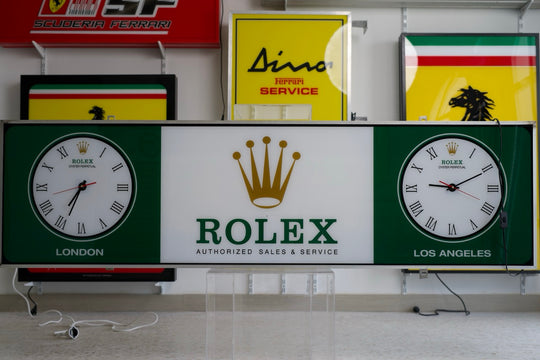 SF
SCUDERIA FERRARI
Dino
Ferrari
SERVICE
XII I II III IIII V VI VII VIII IX X XI
ROLEX
OYSTER PERPETUAL
LONDON
ROLEX
AUTHORIZED SALES & SERVICE
XII I II III IIII V VI VII VIII IX X XI
ROLEX
OYSTER PERPETUAL
LOS ANGELES